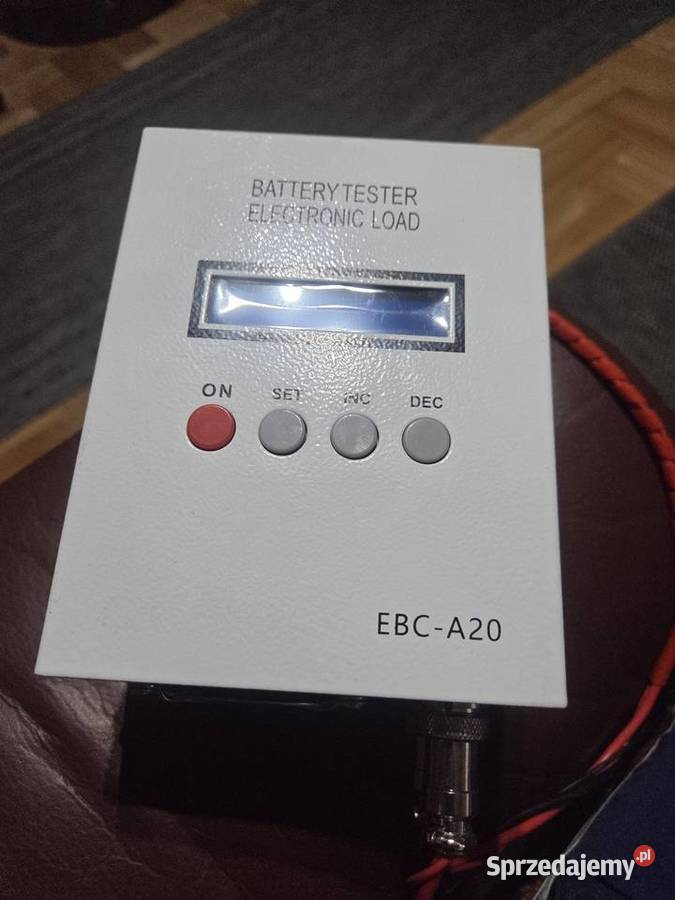 BATTERY TESTER
ELECTRONIC LOAD
ON SET INC DEC
EBC-A20
Sprzedajemy.pl